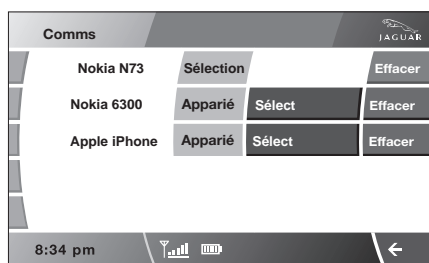 Comms
JAGUAR
Nokia N73 Sélection Effacer
Nokia 6300 Apparié Sélect Effacer
Apple iPhone Apparié Sélect Effacer
8:34 pm